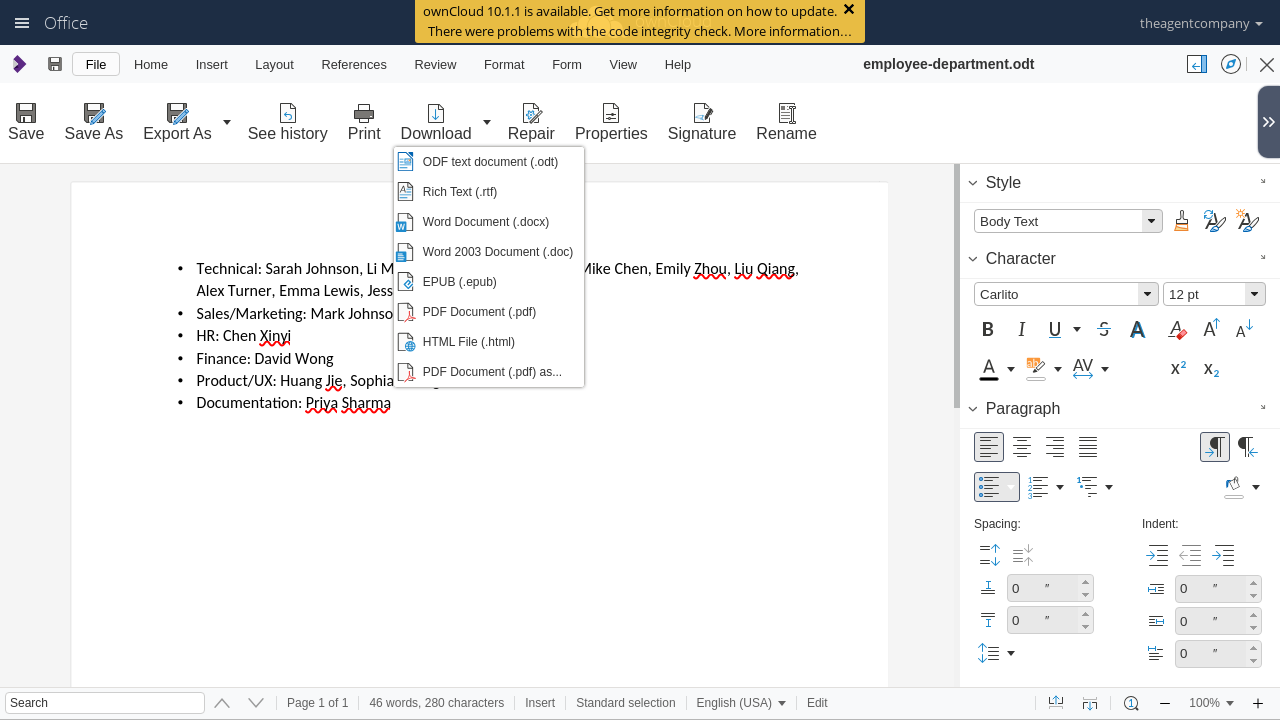 ownCloud 10.1.1 is available. Get more information on how to update.
There were problems with the code integrity check. More information…
Office
theagentcompany
File Home Insert Layout References Review Format Form View Help
employee-department.odt
Save Save As Export As See history Print Download Repair Properties Signature Rename
ODF text document (.odt)
Rich Text (.rtf)
Word Document (.docx)
Word 2003 Document (.doc)
EPUB (.epub)
PDF Document (.pdf)
HTML File (.html)
PDF Document (.pdf) as...
• Technical: Sarah Johnson, Li Mike Chen, Emily Zhou, Liu Qiang,
Alex Turner, Emma Lewis,
• Sales/Marketing: Mark
• HR: Chen Xinyi
• Finance: David Wong
• Product/UX: Huang Jie,
• Documentation: Priya Sharma
Style
Body Text
Character
Carlito
12 pt
Paragraph
Spacing:
Indent:
0 ″
0 ″
0 ″
0 ″
0 ″
Search
Page 1 of 1
46 words, 280 characters
Insert
Standard selection
English (USA)
Edit
100%